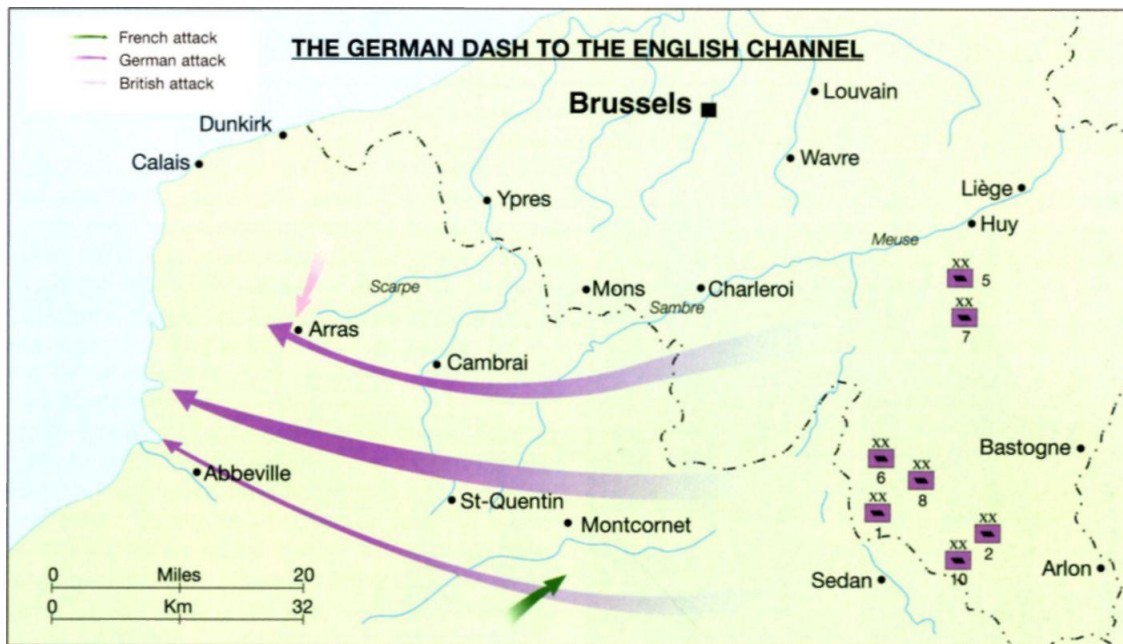 French attack
German attack
British attack
THE GERMAN DASH TO THE ENGLISH CHANNEL
Brussels
Louvain
Dunkirk
Calais
Wavre
Ypres
Liège
Huy
Meuse
xx
5
Scarpe
Mons
Charleroi
Sambre
xx
7
Arras
Cambrai
xx
6
Bastogne
xx
8
Abbeville
St-Quentin
xx
1
Montcornet
xx
2
xx
10
Sedan
Arlon
0 Miles 20
0 Km 32